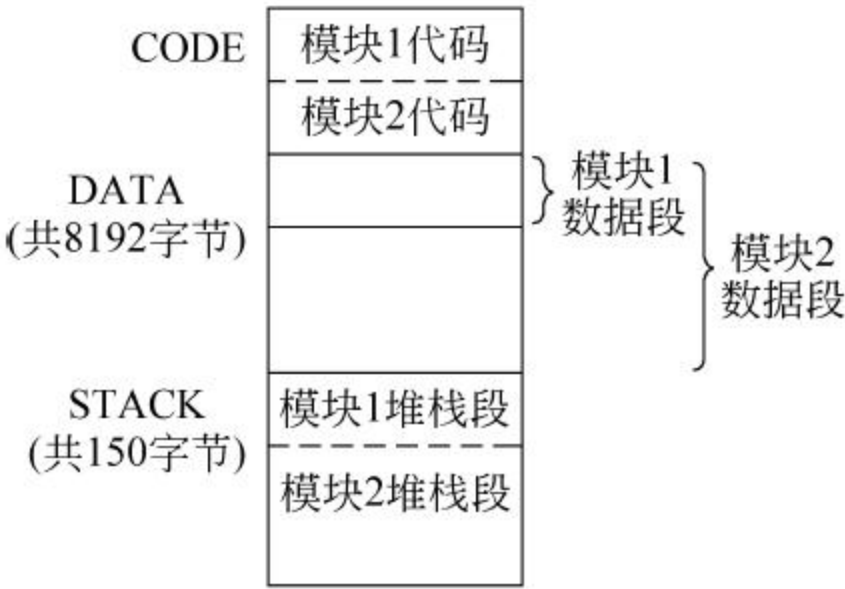 CODE
模块1代码
模块2代码
DATA
(共8192字节)
模块1
数据段
模块2
数据段
STACK
(共150字节)
模块1堆栈段
模块2堆栈段